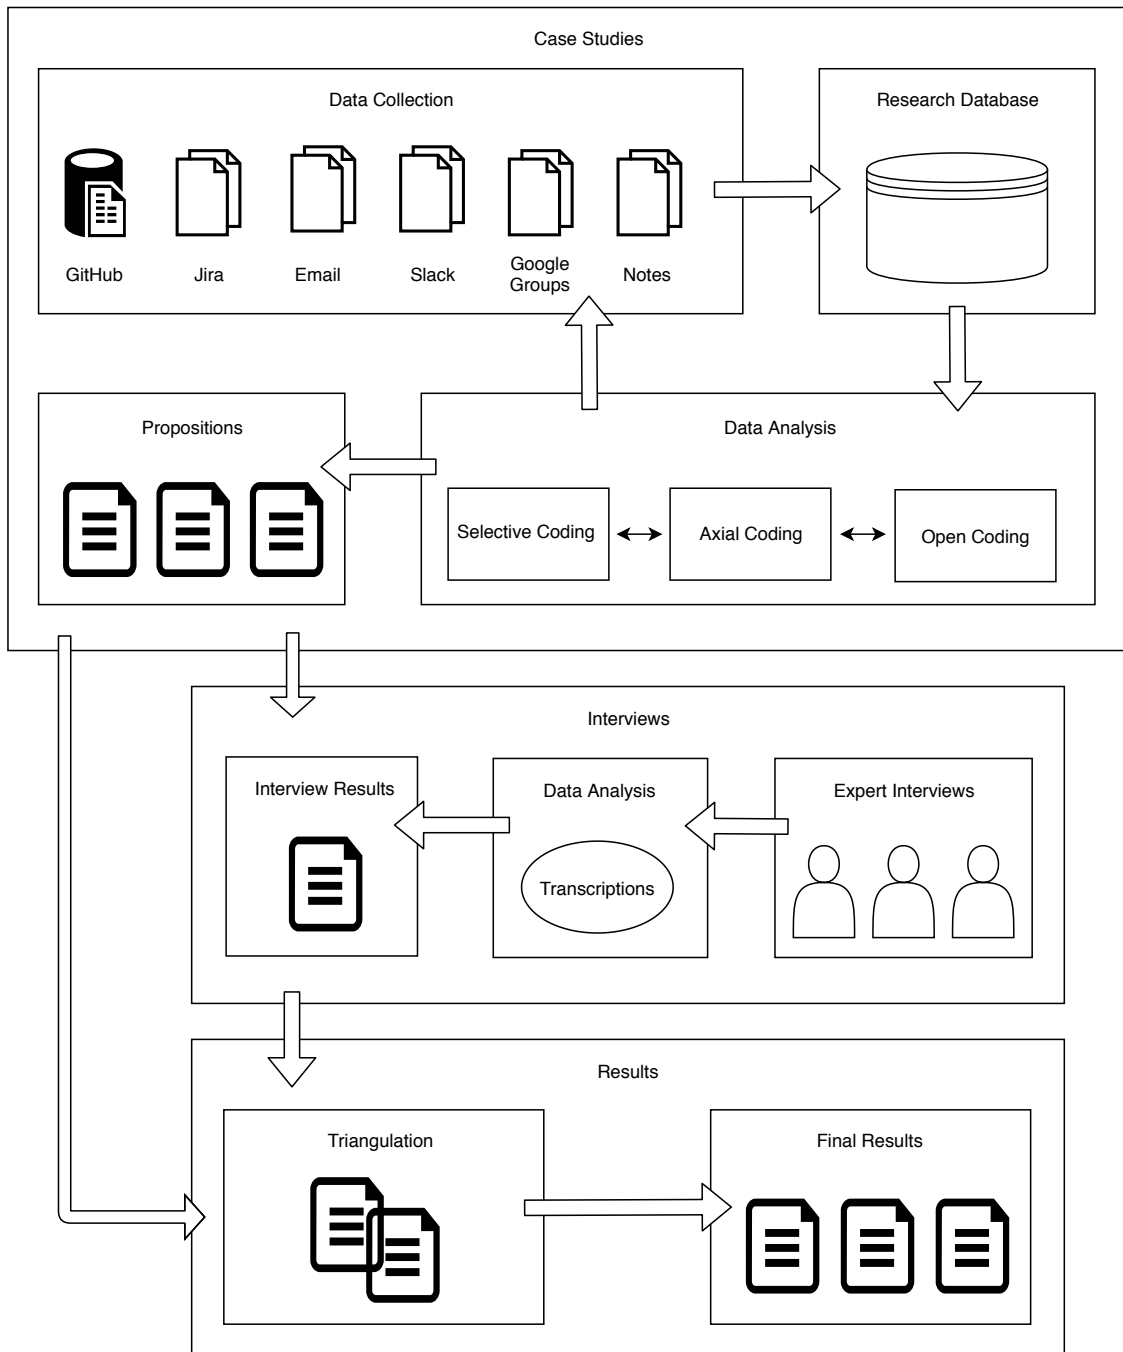 Case Studies
Data Collection
Research Database
GitHub
Jira
Email
Slack
Google
Groups
Notes
Propositions
Data Analysis
Selective Coding
Axial Coding
Open Coding
Interviews
Interview Results
Data Analysis
Expert Interviews
Transcriptions
Results
Triangulation
Final Results